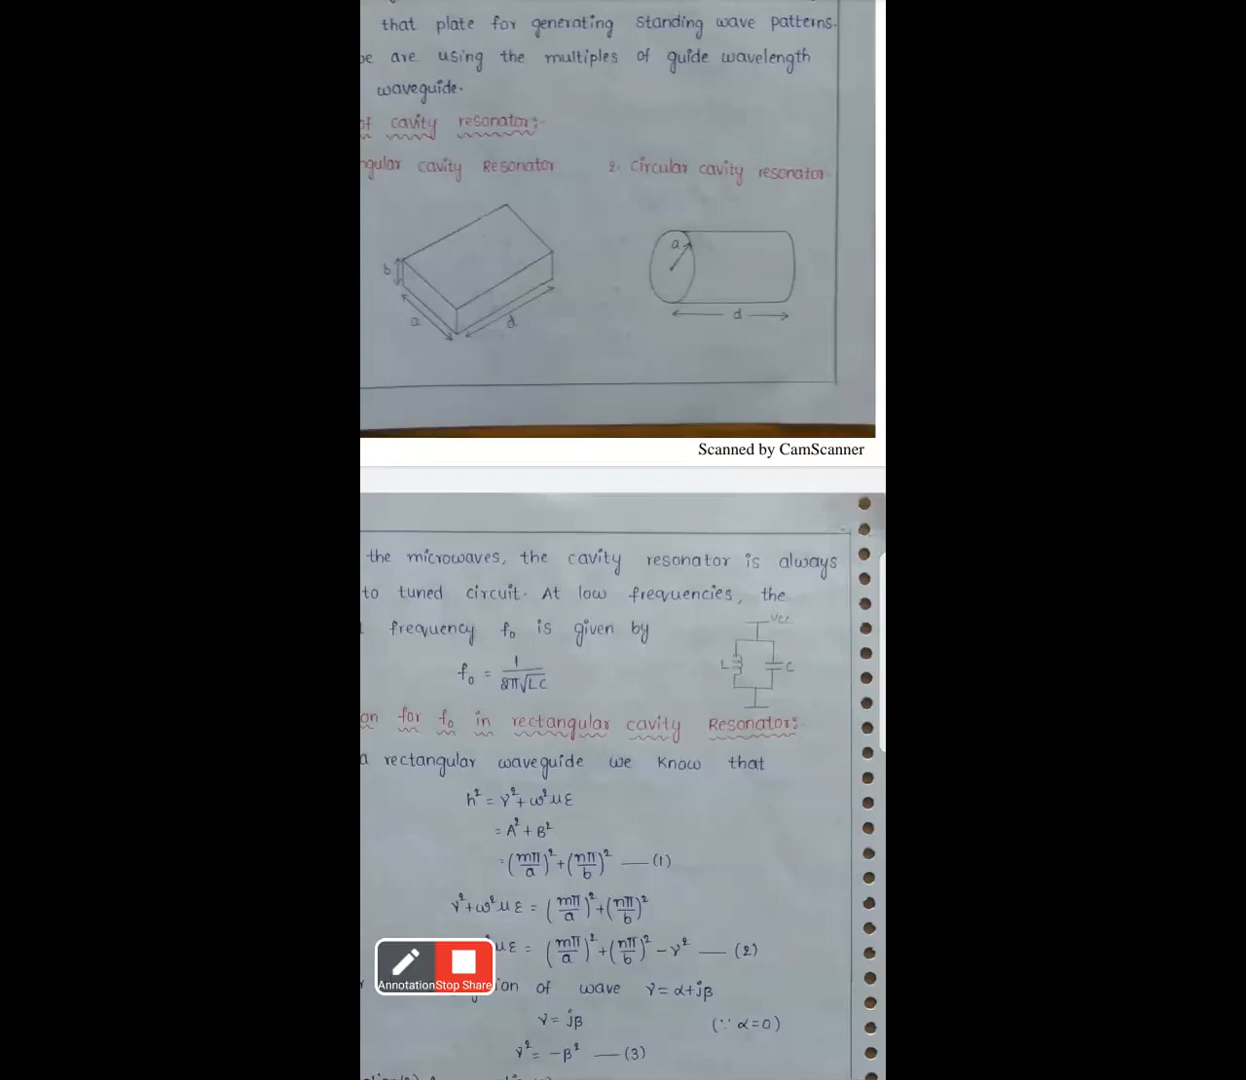 that plate for generating standing wave patterns.
are using the multiples of guide wavelength
waveguide.
of cavity resonator:-
cavity Resonator 2. Circular cavity resonator
b
a
d
a
d
Scanned by CamScanner
the microwaves, the cavity resonator is always
to tuned circuit. At low frequencies, the
frequency f₀ is given by
Vcc
L
C
f₀ = 1/2π√LC
for f₀ in rectangular cavity Resonator:
a rectangular waveguide we know that
h² = γ² + ω²με
= A² + B²
= (mπ/a)² + (nπ/b)² —— (1)
γ² + ω²με = (mπ/a)² + (nπ/b)²
με = (mπ/a)² + (nπ/b)² - γ² —— (2)
Annotation Stop Share
of wave γ = α + jβ
γ = jβ (∵ α = 0)
γ² = -β² —— (3)